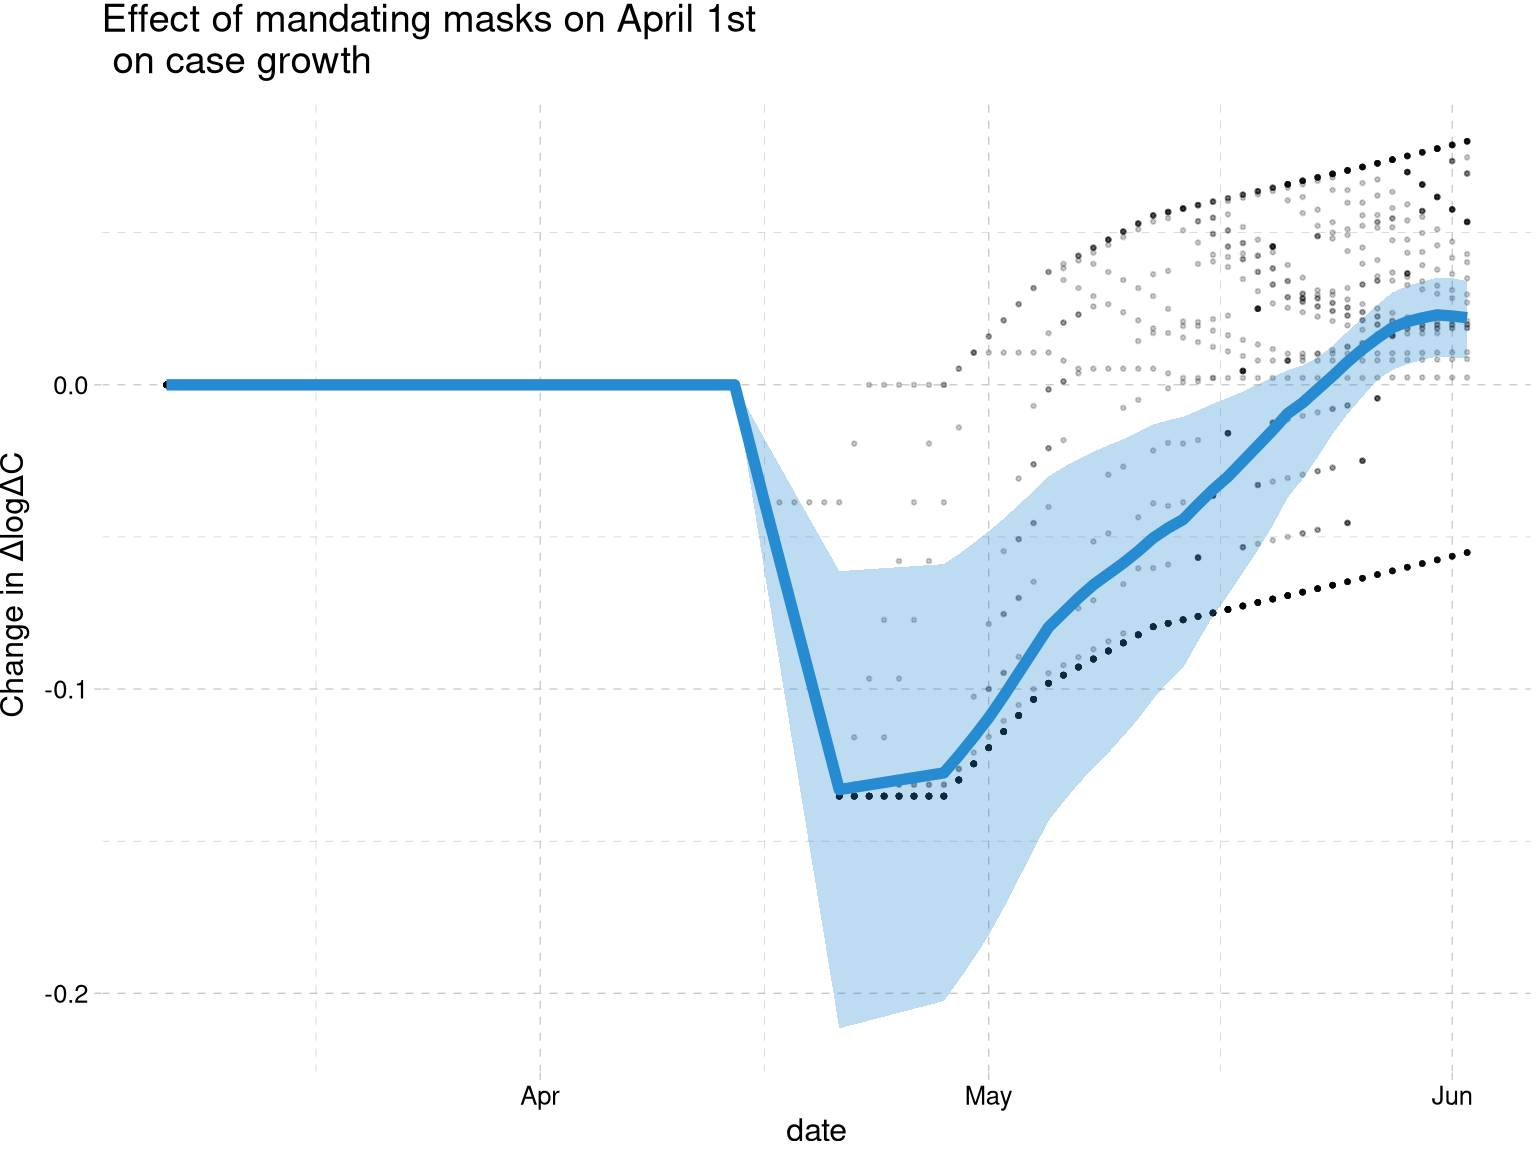 Effect of mandating masks on April 1st
on case growth
Change in ΔlogΔC
0.0
-0.1
-0.2
Apr
May
Jun
date